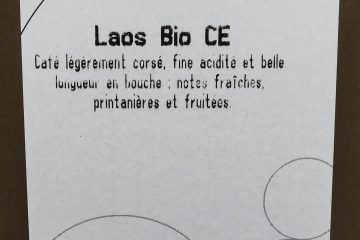 Laos Bio CE
Café légèrement corsé, fine acidité et belle
longueur en bouche : notes fraîches,
printanières et fruitées.